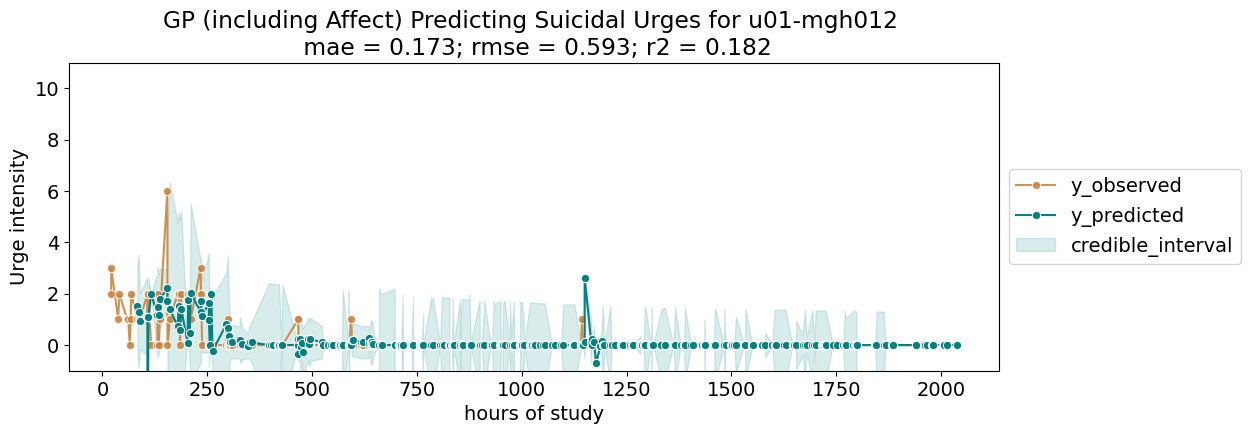 GP (including Affect) Predicting Suicidal Urges for u01-mgh012
mae = 0.173; rmse = 0.593; r2 = 0.182
Urge intensity
10
8
6
4
2
0
0 250 500 750 1000 1250 1500 1750 2000
hours of study
y_observed
y_predicted
credible_interval